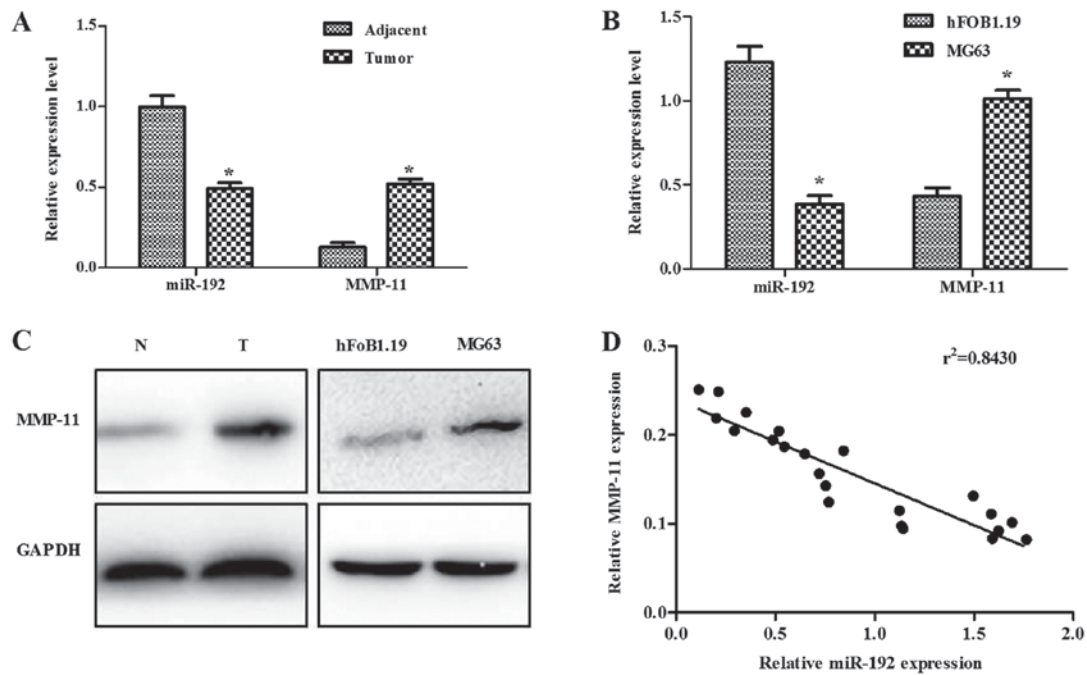 A
Relative expression level
1.5
1.0
0.5
0.0
Adjacent
Tumor
*
*
miR-192
MMP-11
B
Relative expression level
1.5
1.0
0.5
0.0
hFOB1.19
MG63
*
*
miR-192
MMP-11
C
N T hFoB1.19 MG63
MMP-11
GAPDH
D
Relative MMP-11 expression
0.3
0.2
0.1
0.0
r²=0.8430
0.0 0.5 1.0 1.5 2.0
Relative miR-192 expression